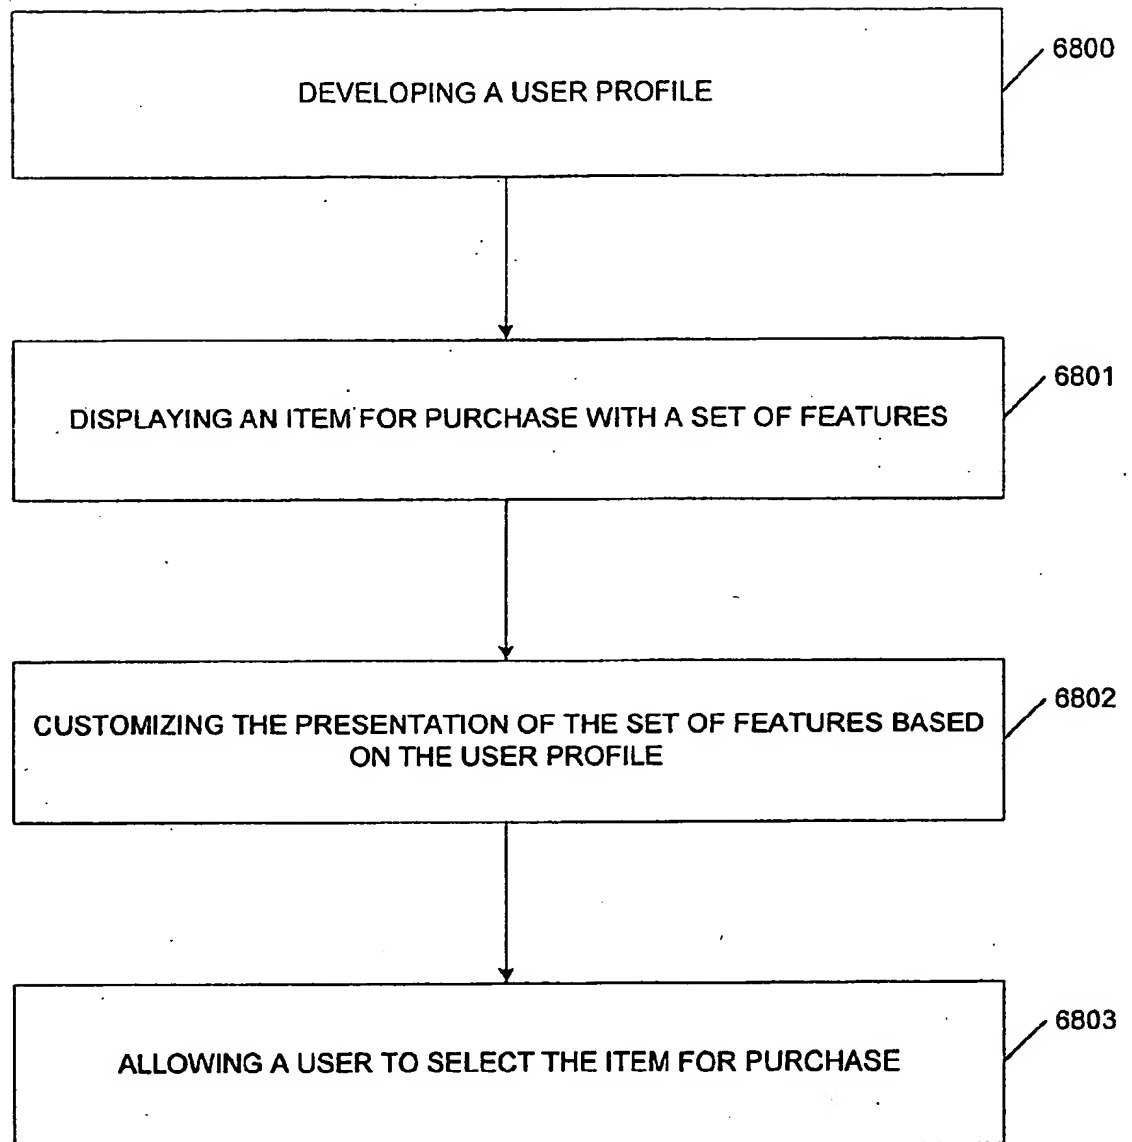 DEVELOPING A USER PROFILE
6800
DISPLAYING AN ITEM FOR PURCHASE WITH A SET OF FEATURES
6801
CUSTOMIZING THE PRESENTATION OF THE SET OF FEATURES BASED
ON THE USER PROFILE
6802
ALLOWING A USER TO SELECT THE ITEM FOR PURCHASE
6803